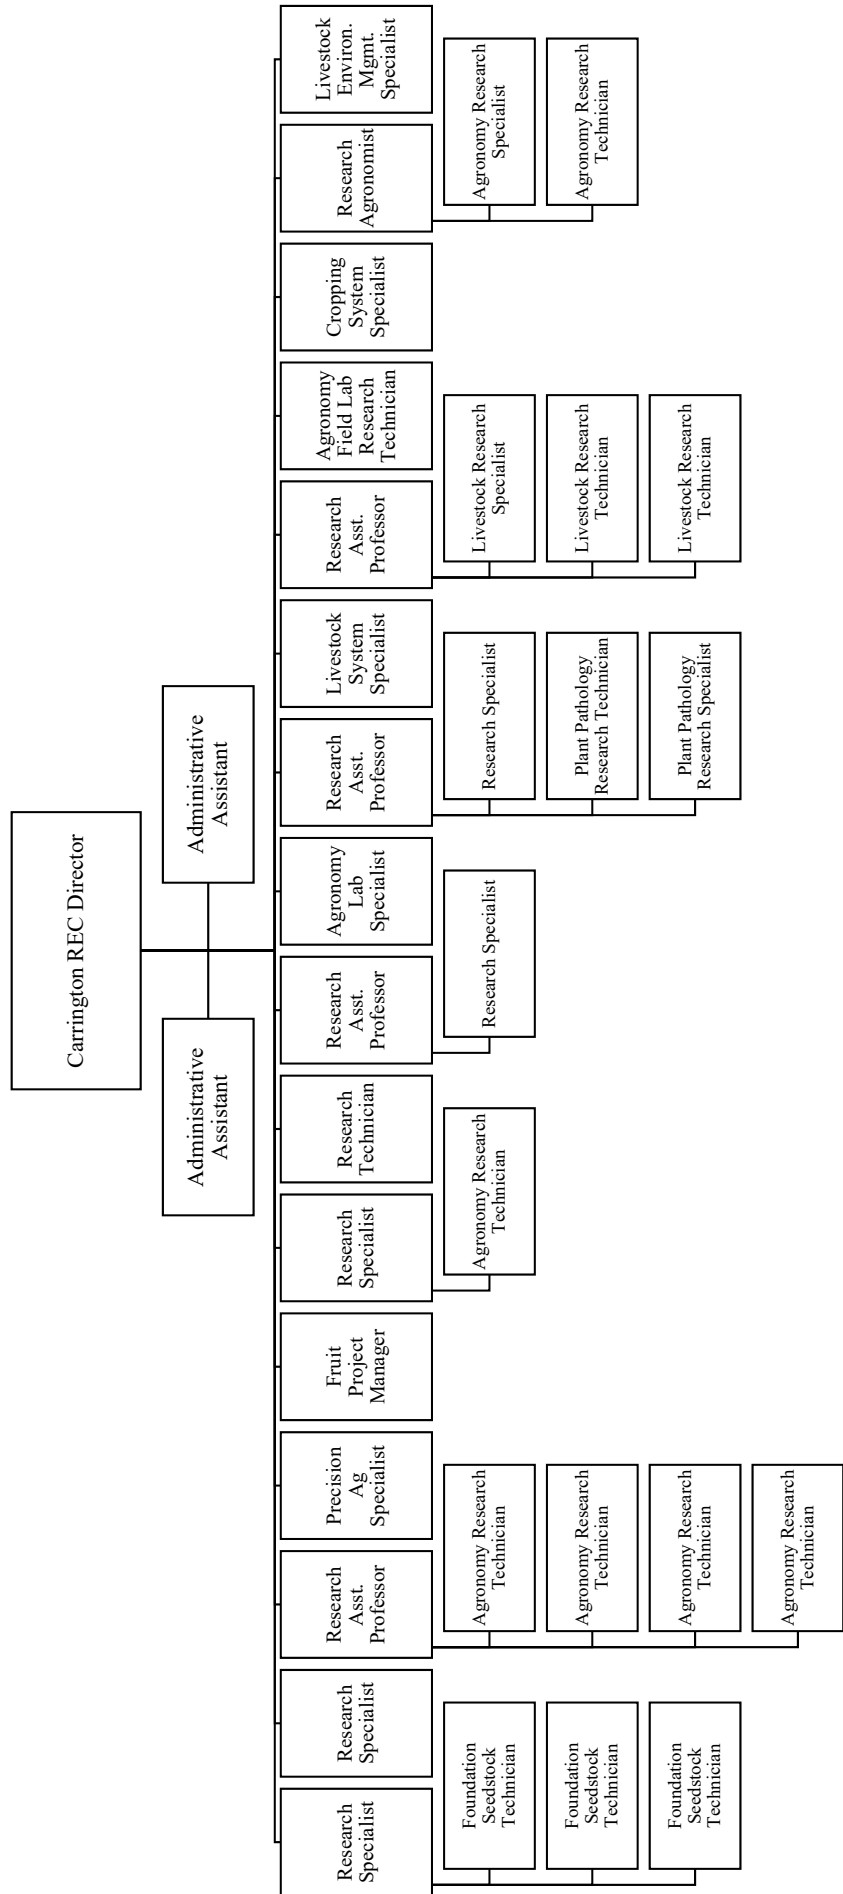 Carrington REC Director
Administrative
Assistant
Administrative
Assistant
Research
Specialist
Research
Specialist
Research
Asst.
Professor
Precision
Ag
Specialist
Fruit
Project
Manager
Research
Specialist
Research
Technician
Research
Asst.
Professor
Agronomy
Lab
Specialist
Research
Asst.
Professor
Livestock
System
Specialist
Research
Asst.
Professor
Agronomy
Field Lab
Research
Technician
Cropping
System
Specialist
Research
Agronomist
Livestock
Environ.
Mgmt.
Specialist
Foundation
Seedstock
Technician
Foundation
Seedstock
Technician
Foundation
Seedstock
Technician
Agronomy Research
Technician
Agronomy Research
Technician
Agronomy Research
Technician
Agronomy Research
Technician
Agronomy Research
Technician
Research Specialist
Research Specialist
Plant Pathology
Research Technician
Plant Pathology
Research Specialist
Livestock Research
Specialist
Livestock Research
Technician
Livestock Research
Technician
Agronomy Research
Specialist
Agronomy Research
Technician